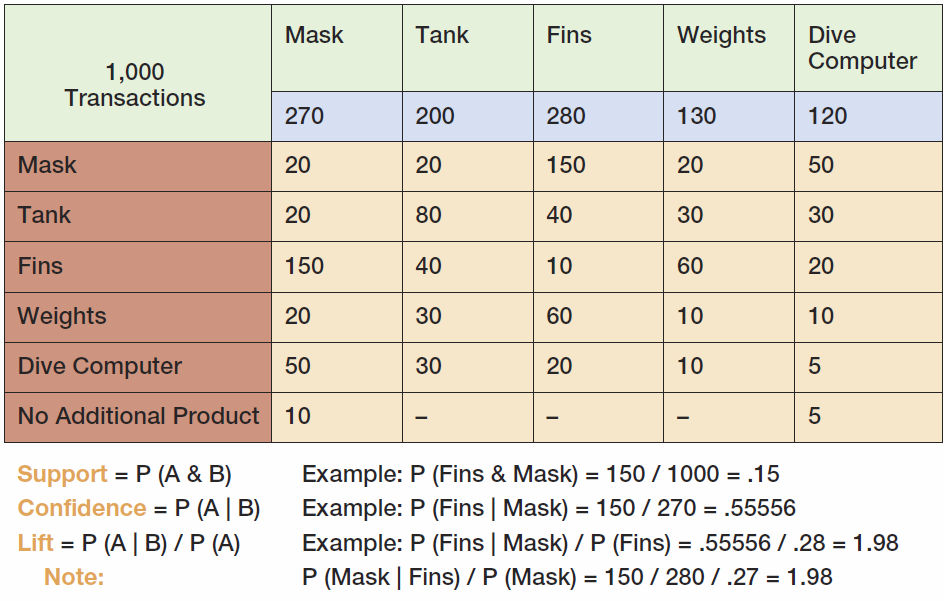 1,000 Transactions Mask Tank Fins Weights Dive Computer
270 200 280 130 120
Mask 20 20 150 20 50
Tank 20 80 40 30 30
Fins 150 40 10 60 20
Weights 20 30 60 10 10
Dive Computer 50 30 20 10 5
No Additional Product 10 – – – 5
Support = P (A & B) Example: P (Fins & Mask) = 150 / 1000 = .15
Confidence = P (A | B) Example: P (Fins | Mask) = 150 / 270 = .55556
Lift = P (A | B) / P (A) Example: P (Fins | Mask) / P (Fins) = .55556 / .28 = 1.98
Note: P (Mask | Fins) / P (Mask) = 150 / 280 / .27 = 1.98